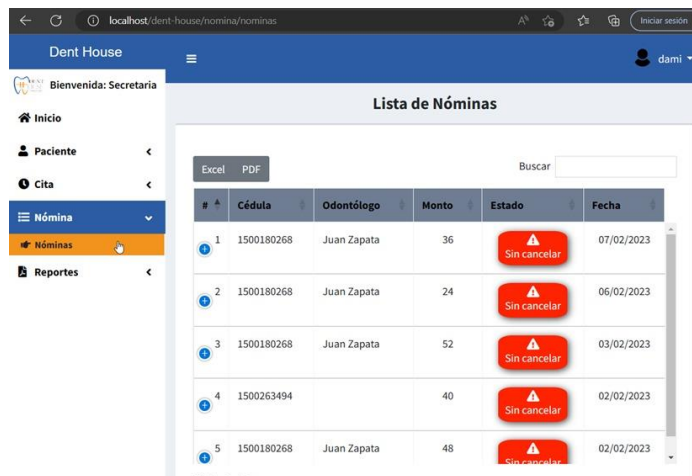 localhost/dent-house/nomina/nominas
Iniciar sesión
Dent House
dami
Bienvenida: Secretaria
Lista de Nóminas
Inicio
Paciente
Cita
Nómina
Nóminas
Reportes
Excel PDF
Buscar
# Cédula Odontólogo Monto Estado Fecha
1 1500180268 Juan Zapata 36 Sin cancelar 07/02/2023
2 1500180268 Juan Zapata 24 Sin cancelar 06/02/2023
3 1500180268 Juan Zapata 52 Sin cancelar 03/02/2023
4 1500263494 40 Sin cancelar 02/02/2023
5 1500180268 Juan Zapata 48 Sin cancelar 02/02/2023